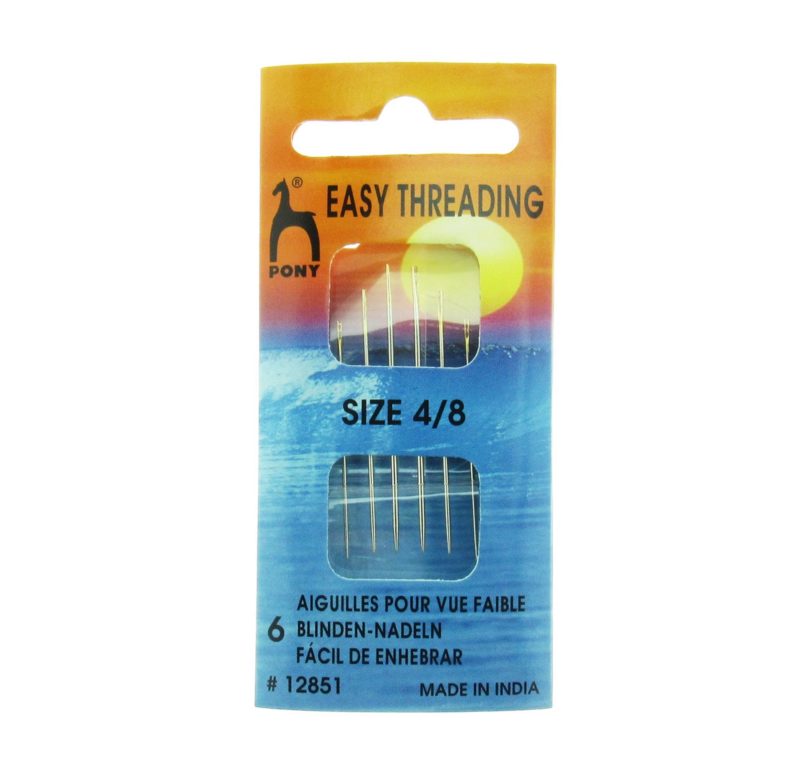 ®
PONY
EASY THREADING
SIZE 4/8
6
AIGUILLES POUR VUE FAIBLE
BLINDEN-NADELN
FÁCIL DE ENHEBRAR
# 12851
MADE IN INDIA